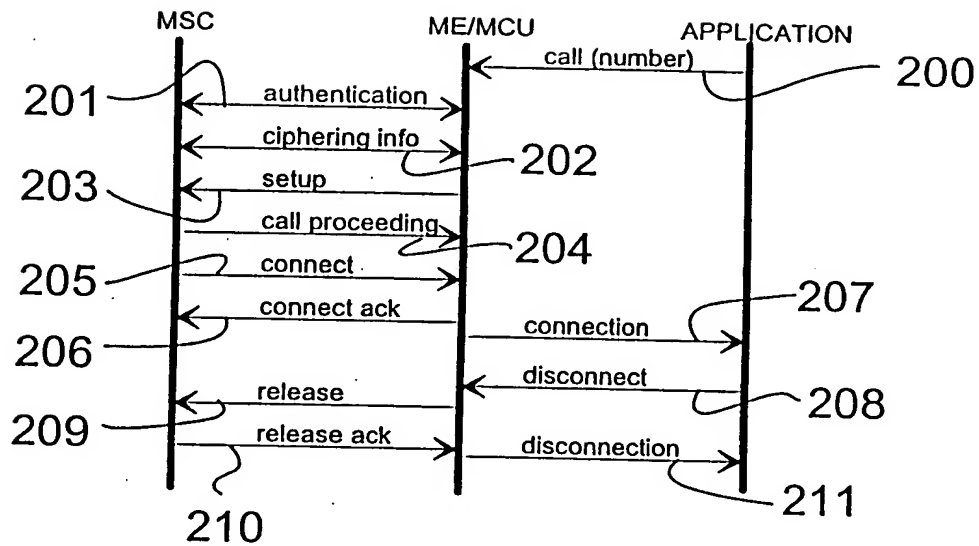 MSC ME/MCU APPLICATION
call (number) 200
201 authentication
ciphering info 202
203 setup
call proceeding 204
205 connect
207
connect ack
206 connection
disconnect 208
release
209
release ack disconnection
210 211